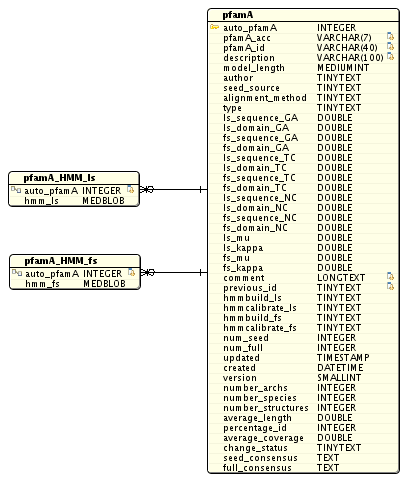 pfamA
auto_pfamA INTEGER
pfamA_acc VARCHAR(7)
pfamA_id VARCHAR(40)
description VARCHAR(100)
model_length MEDIUMINT
author TINYTEXT
seed_source TINYTEXT
alignment_method TINYTEXT
type TINYTEXT
ls_sequence_GA DOUBLE
ls_domain_GA DOUBLE
fs_sequence_GA DOUBLE
fs_domain_GA DOUBLE
ls_sequence_TC DOUBLE
ls_domain_TC DOUBLE
fs_sequence_TC DOUBLE
fs_domain_TC DOUBLE
ls_sequence_NC DOUBLE
ls_domain_NC DOUBLE
fs_sequence_NC DOUBLE
fs_domain_NC DOUBLE
ls_mu DOUBLE
ls_kappa DOUBLE
fs_mu DOUBLE
fs_kappa DOUBLE
comment LONGTEXT
previous_id TINYTEXT
hmmbuild_ls TINYTEXT
hmmcalibrate_ls TINYTEXT
hmmbuild_fs TINYTEXT
hmmcalibrate_fs TINYTEXT
num_seed INTEGER
num_full INTEGER
updated TIMESTAMP
created DATETIME
version SMALLINT
number_archs INTEGER
number_species INTEGER
number_structures INTEGER
average_length DOUBLE
percentage_id INTEGER
average_coverage DOUBLE
change_status TINYTEXT
seed_consensus TEXT
full_consensus TEXT
pfamA_HMM_ls
auto_pfamA INTEGER
hmm_ls MEDBLOB
pfamA_HMM_fs
auto_pfamA INTEGER
hmm_fs MEDBLOB